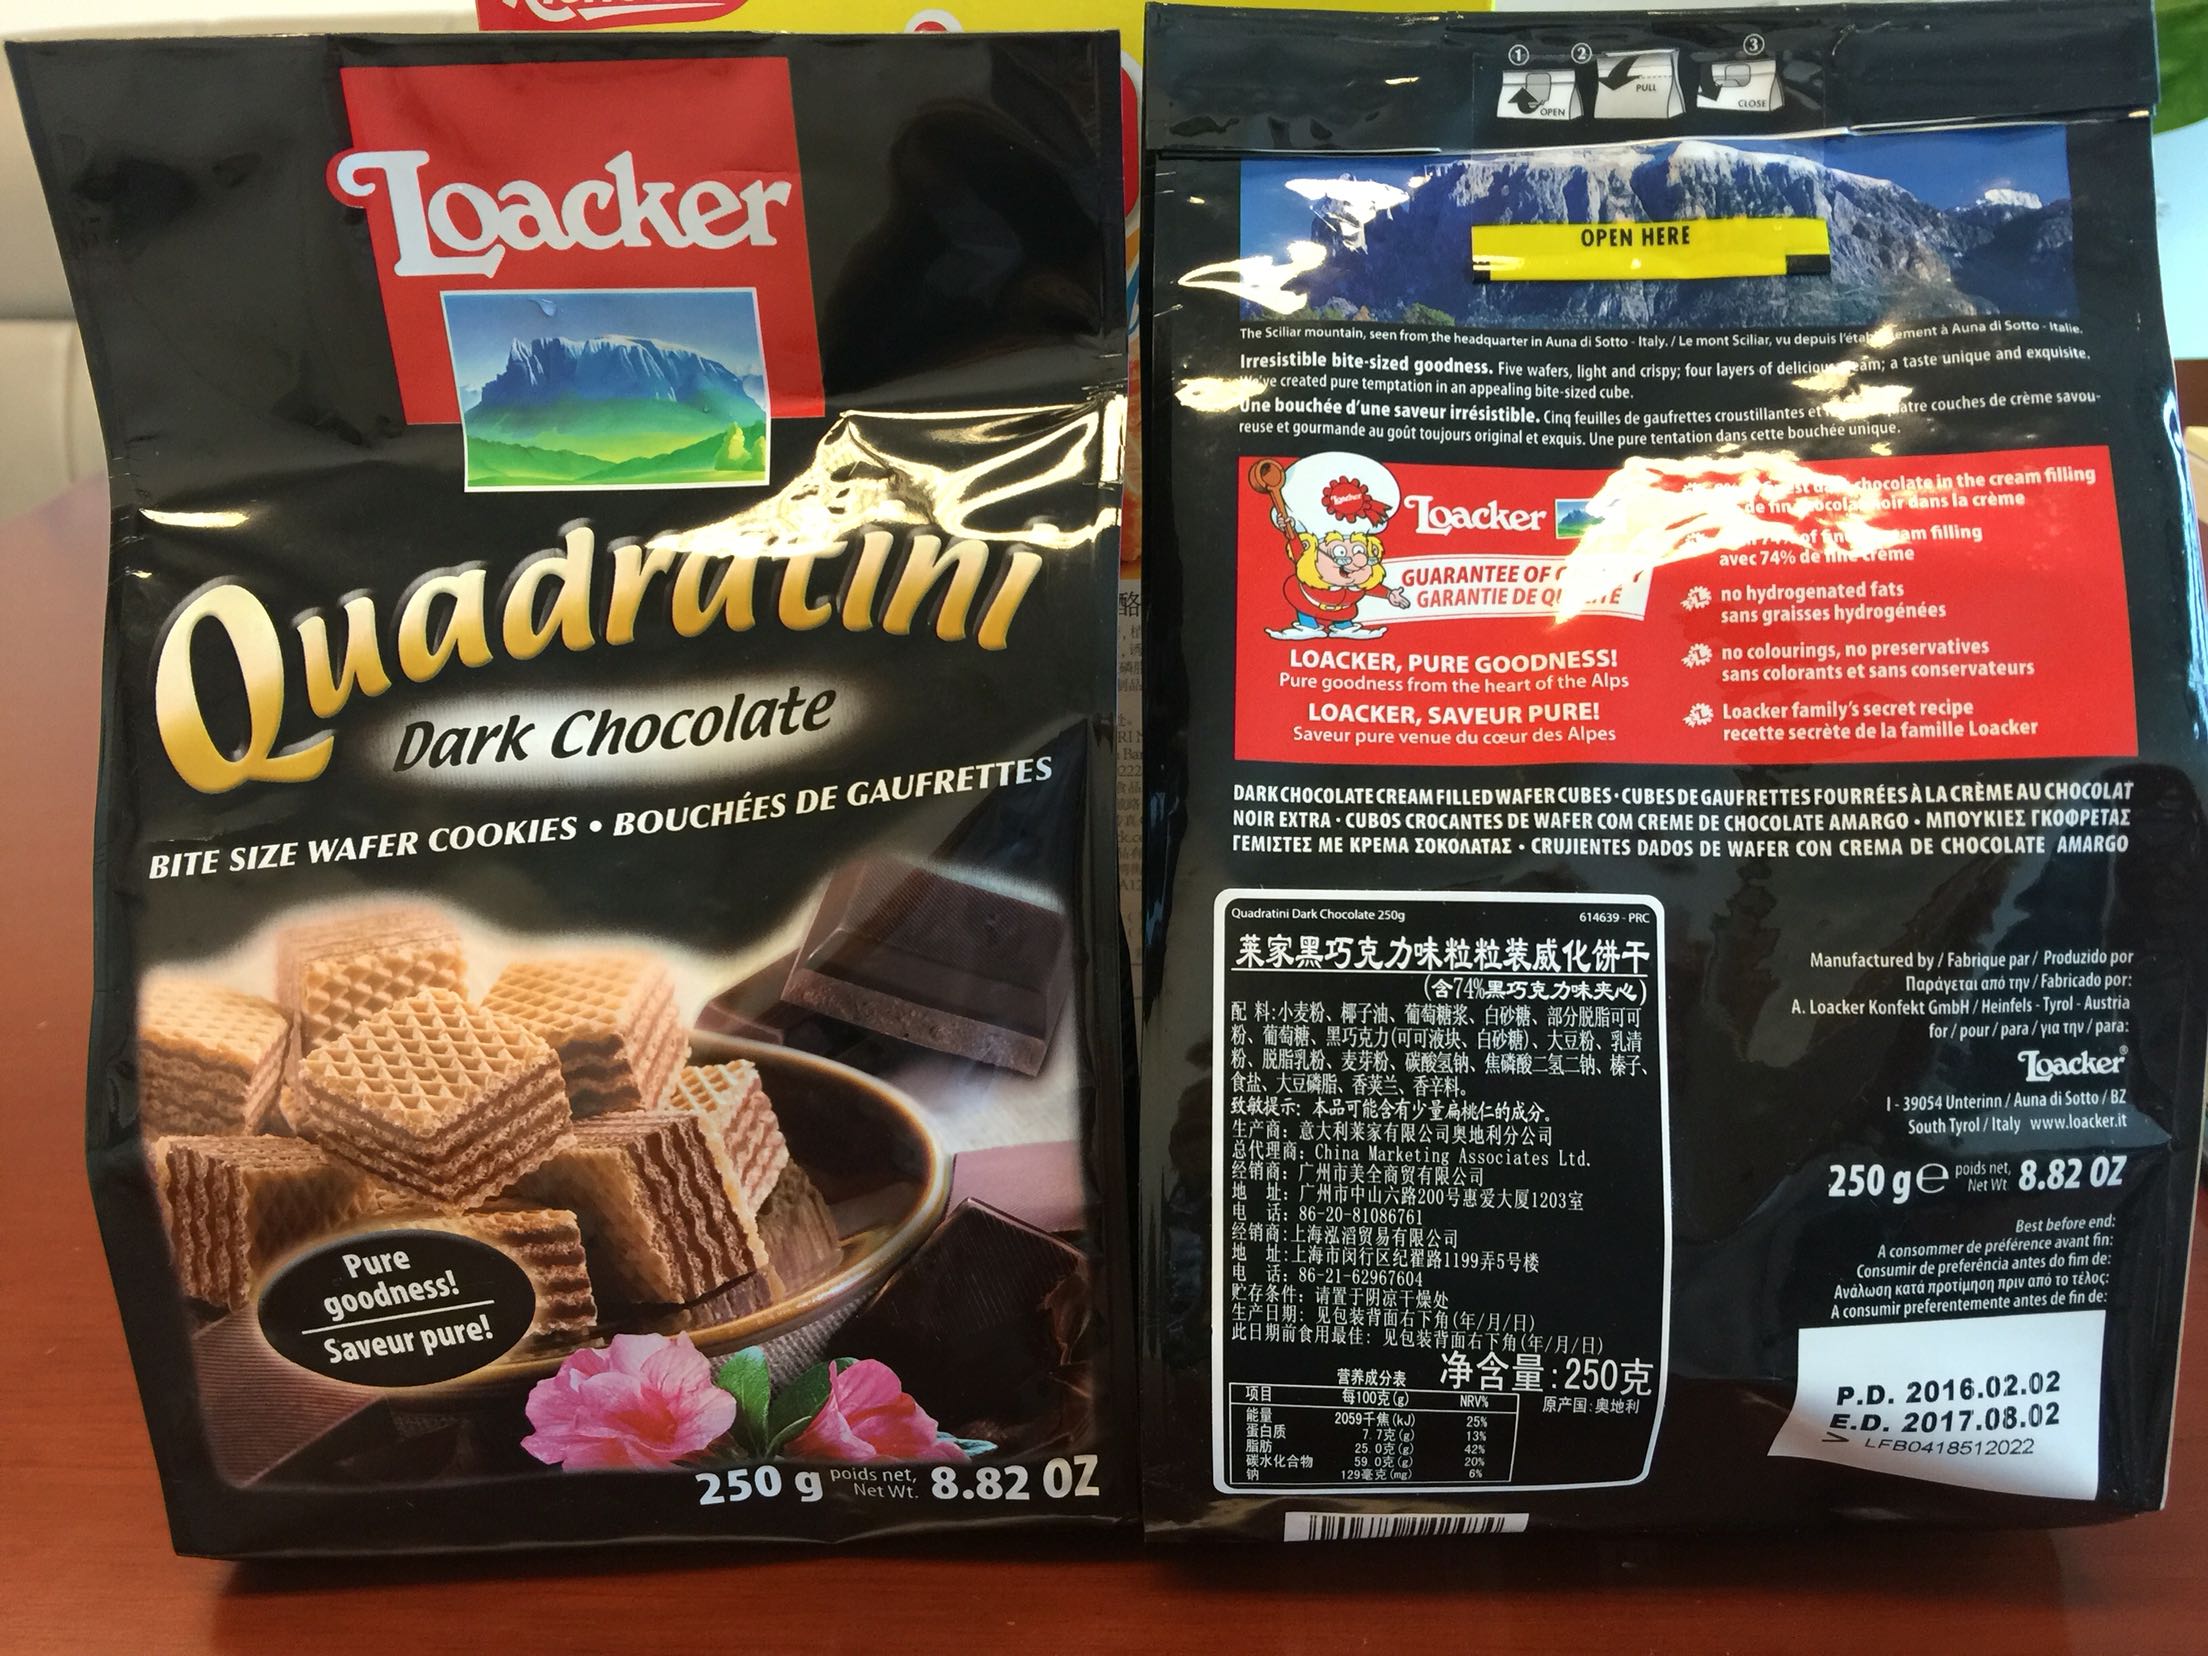 Loacker
Quadratini
Dark Chocolate
BITE SIZE WAFER COOKIES • BOUCHÉES DE GAUFRETTES
Pure
goodness!
Saveur pure!
250 g poids net, Net Wt. 8.82 OZ
① ② ③
OPEN PULL CLOSE
OPEN HERE
The Sciliar mountain, seen from the headquarter in Auna di Sotto - Italy. / Le mont Sciliar, vu depuis l'établissement à Auna di Sotto - Italie.
Irresistible bite-sized goodness. Five wafers, light and crispy; four layers of delicious cream; a taste unique and exquisite.
We've created pure temptation in an appealing bite-sized cube.
Une bouchée d'une saveur irrésistible. Cinq feuilles de gaufrettes croustillantes et quatre couches de crème savou-
reuse et gourmande au goût toujours original et exquis. Une pure tentation dans cette bouchée unique.
Loacker
Loacker
GUARANTEE OF
GARANTIE DE QUALITÉ
LOACKER, PURE GOODNESS!
Pure goodness from the heart of the Alps
LOACKER, SAVEUR PURE!
Saveur pure venue du cœur des Alpes
chocolate in the cream filling
de fin chocolat noir dans la crème
of fine cream filling
avec 74% de fine crème
no hydrogenated fats
sans graisses hydrogénées
no colourings, no preservatives
sans colorants et sans conservateurs
Loacker family's secret recipe
recette secrète de la famille Loacker
DARK CHOCOLATE CREAM FILLED WAFER CUBES · CUBES DE GAUFRETTES FOURRÉES À LA CRÈME AU CHOCOLAT
NOIR EXTRA · CUBOS CROCANTES DE WAFER COM CREME DE CHOCOLATE AMARGO • ΜΠΟΥΚΙΕΣ ΓΚΟΦΡΕΤΑΣ
ΓΕΜΙΣΤΕΣ ΜΕ ΚΡΕΜΑ ΣΟΚΟΛΑΤΑΣ • CRUJIENTES DADOS DE WAFER CON CREMA DE CHOCOLATE AMARGO
Quadratini Dark Chocolate 250g 614639 - PRC
莱家黑巧克力味粒粒装威化饼干
(含74%黑巧克力味夹心)
配 料:小麦粉、椰子油、葡萄糖浆、白砂糖、部分脱脂可可
粉、葡萄糖、黑巧克力(可可液块、白砂糖)、大豆粉、乳清
粉、脱脂乳粉、麦芽粉、碳酸氢钠、焦磷酸二氢二钠、榛子、
食盐、大豆磷脂、香荚兰、香辛料。
致敏提示: 本品可能含有少量扁桃仁的成分。
生产商: 意大利莱家有限公司奥地利分公司
总代理商: China Marketing Associates Ltd.
经销商: 广州市美全商贸有限公司
地 址: 广州市中山六路200号惠爱大厦1203室
电 话: 86-20-81086761
经销商:上海泓滔贸易有限公司
地 址:上海市闵行区纪翟路1199弄5号楼
电 话: 86-21-62967604
贮存条件: 请置于阴凉干燥处
生产日期: 见包装背面右下角(年/月/日)
此日期前食用最佳: 见包装背面右下角(年/月/日)
净含量:250克
原产国:奥地利
营养成分表
项目 每100克(g) NRV%
能量 2059千焦(kJ) 25%
蛋白质 7.7克(g) 13%
脂肪 25.0克(g) 42%
碳水化合物 59.0克(g) 20%
钠 129毫克(mg) 6%
Manufactured by / Fabrique par / Produzido por
Παράγεται από την / Fabricado por:
A. Loacker Konfekt GmbH / Heinfels - Tyrol - Austria
for / pour / para / για την / para:
Loacker®
I - 39054 Unterinn / Auna di Sotto / BZ
South Tyrol / Italy www.loacker.it
250 g e poids net, Net Wt. 8.82 OZ
Best before end:
A consommer de préférence avant fin:
Consumir de preferência antes do fim de:
Ανάλωση κατά προτίμηση πριν από το τέλος:
A consumir preferentemente antes de fin de:
P.D. 2016.02.02
E.D. 2017.08.02
LFB0418512022